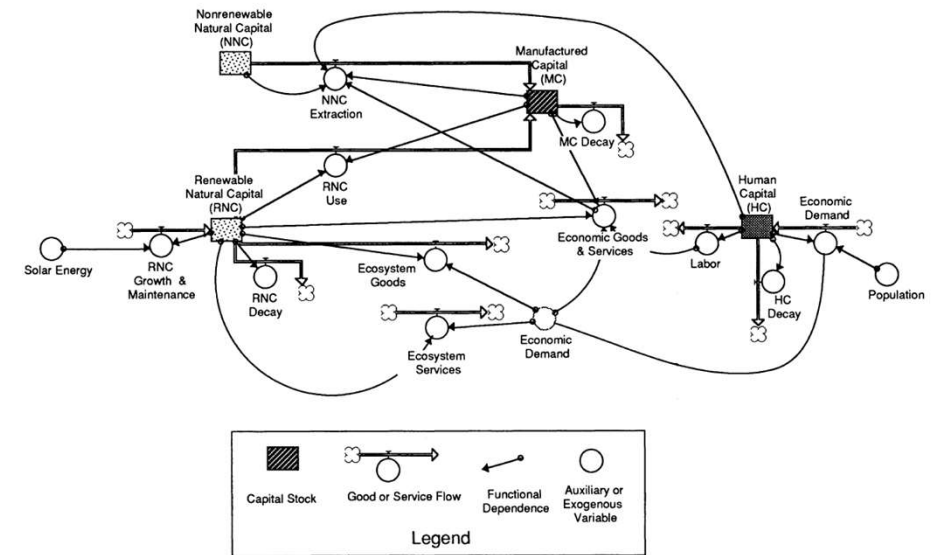 Nonrenewable
Natural Capital
(NNC)
Manufactured
Capital
(MC)
NNC
Extraction
MC Decay
Renewable
Natural Capital
(RNC)
RNC
Use
Human
Capital
(HC)
Economic
Demand
Solar Energy
RNC
Growth &
Maintenance
RNC
Decay
Ecosystem
Goods
Economic Goods
& Services
Labor
HC
Decay
Population
Ecosystem
Services
Economic
Demand
Capital Stock
Good or Service Flow
Functional
Dependence
Auxiliary or
Exogenous
Variable
Legend